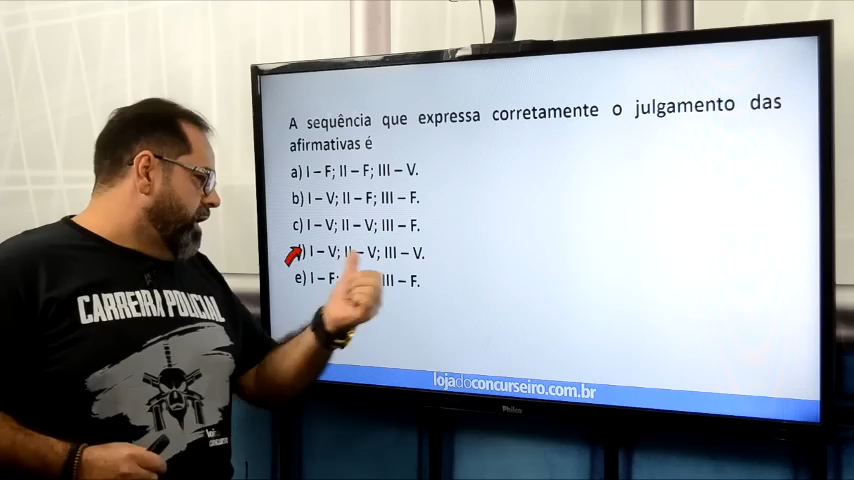 A sequência que expressa corretamente o julgamento das
afirmativas é
a) I – F; II – F; III – V.
b) I – V; II – F; III – F.
c) I – V; II – V; III – F.
) I – V; II – V; III – V.
e) I – F; III – F.
lojadoconcurseiro.com.br
Philco
CARREIRA POLICIAL